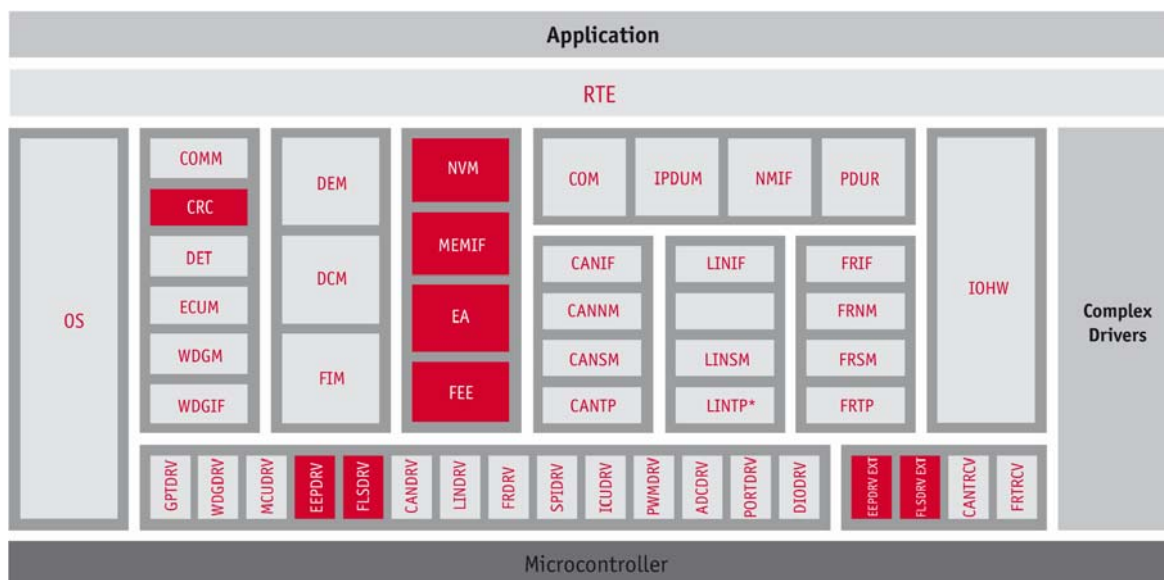 Application
RTE
OS
COMM
CRC
DET
ECUM
WDGM
WDGIF
DEM
DCM
FIM
NVM
MEMIF
EA
FEE
COM
IPDUM
NMIF
PDUR
CANIF
CANNM
CANSM
CANTP
LINIF
LINSM
LINTP*
FRIF
FRNM
FRSM
FRTP
IOHW
Complex
Drivers
GPTDRV
WDGDRV
MCUDRV
EEPDRV
FLSDRV
CANDRV
LINDRV
FRDRV
SPIDRV
ICUDRV
PWMDRV
ADCDRV
PORTDRV
DIODRV
EEPDRV EXT
FLSDRV EXT
CANTRCV
FRTRCV
Microcontroller